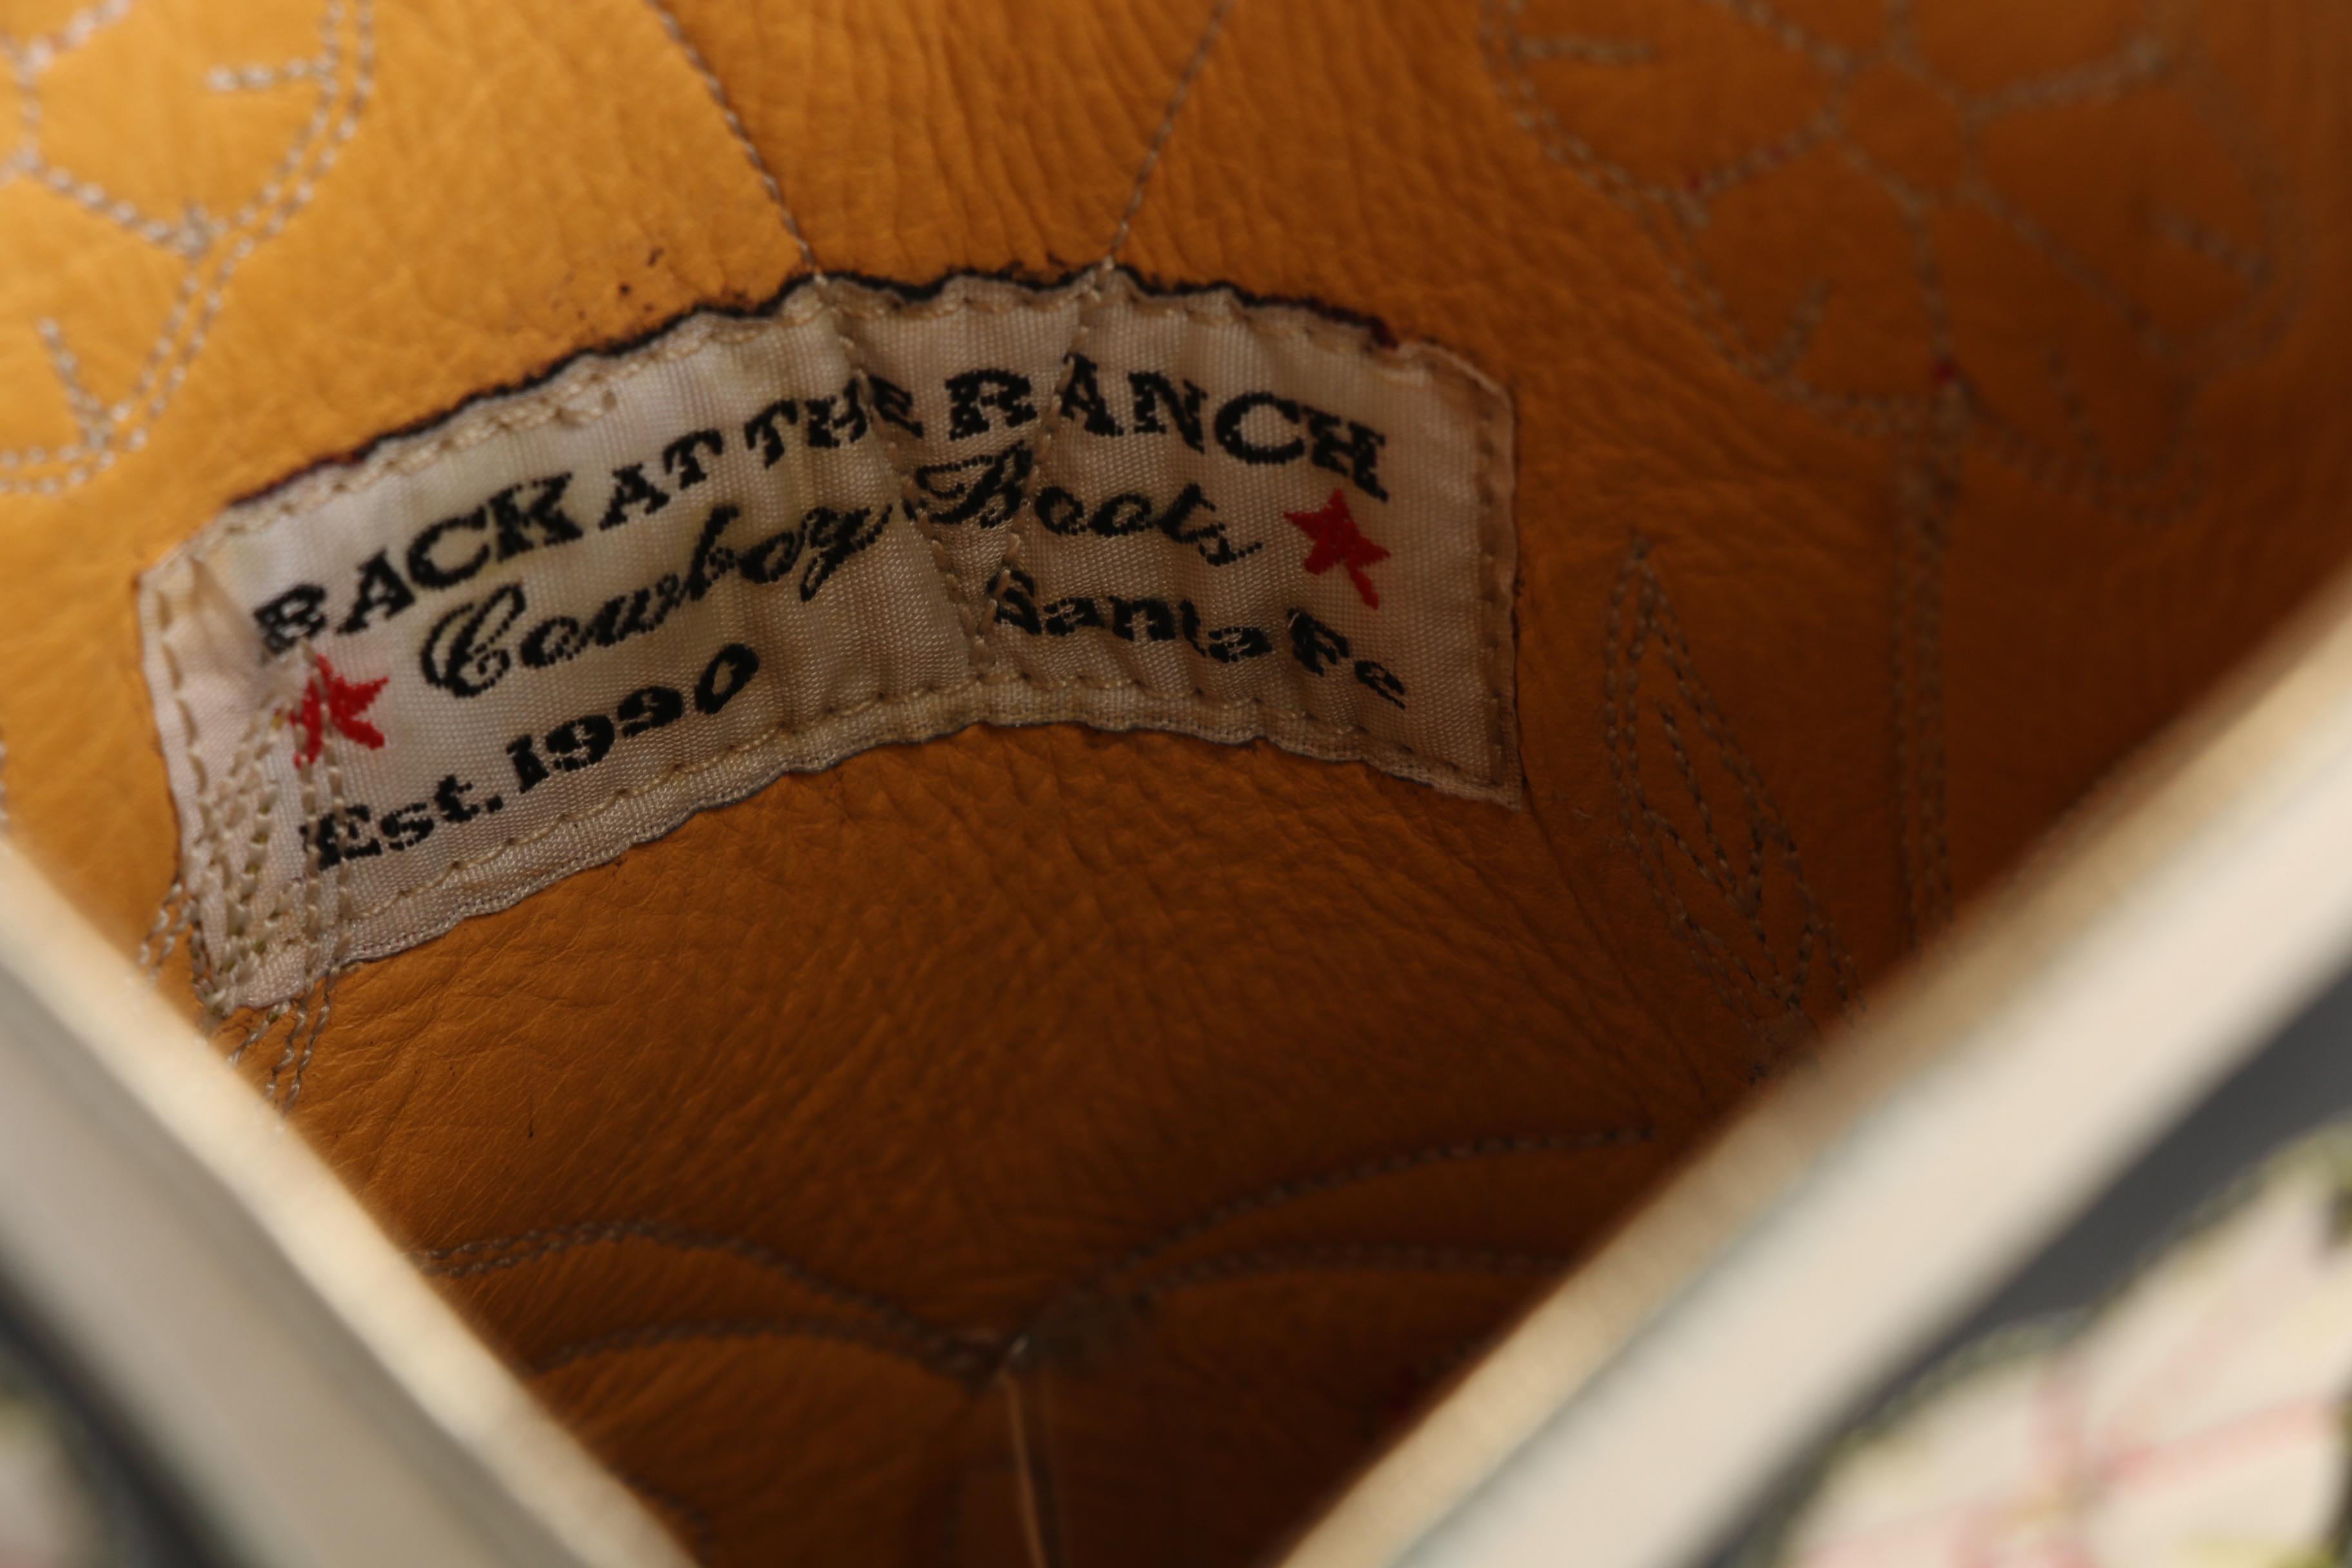 BACK AT THE RANCH
Cowboy Boots
Est. 1990 Santa Fe